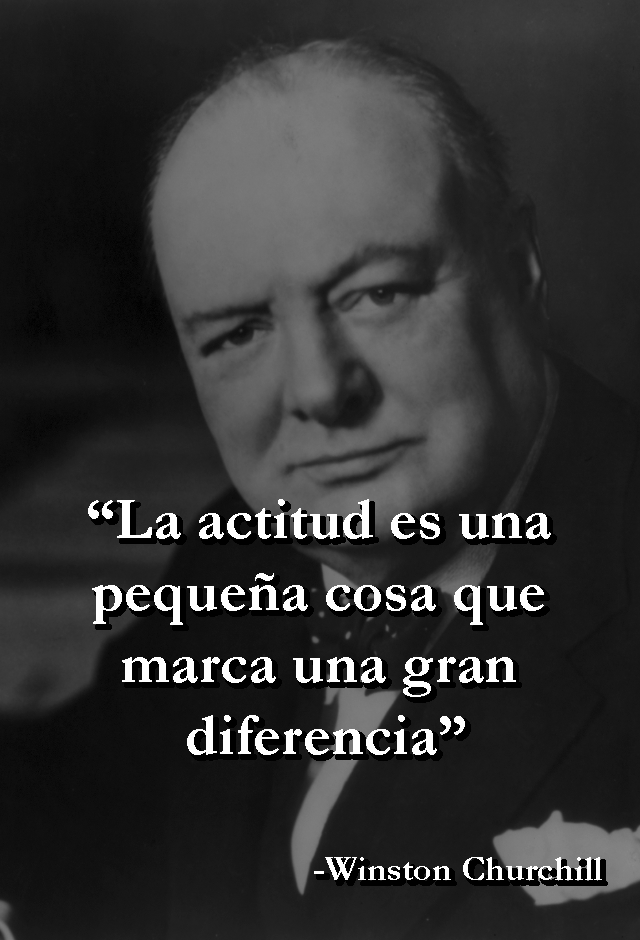 “La actitud es una
pequeña cosa que
marca una gran
diferencia”
-Winston Churchill